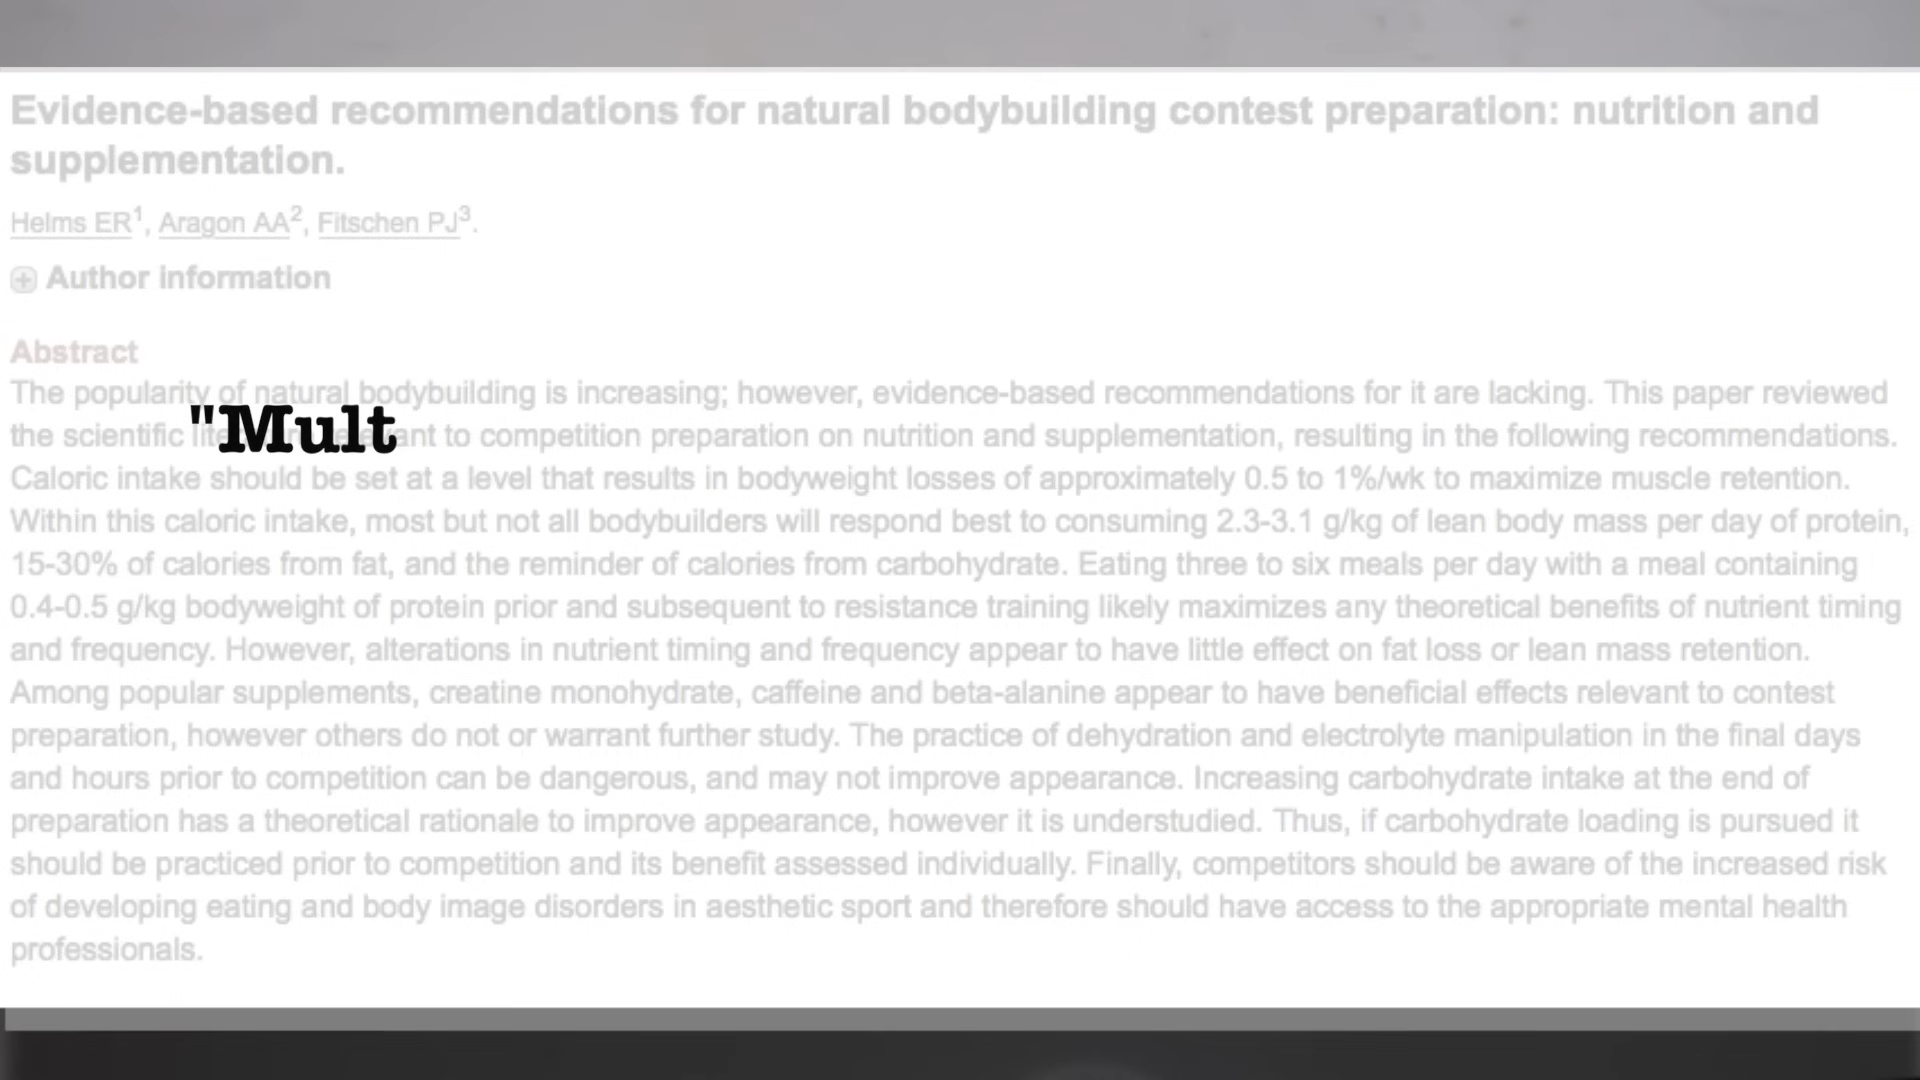 Evidence-based recommendations for natural bodybuilding contest preparation: nutrition and
supplementation.
Helms ER1, Aragon AA2, Fitschen PJ3.
Author information
Abstract
The popularity of natural bodybuilding is increasing; however, evidence-based recommendations for it are lacking. This paper reviewed
"Mult
the scientific ant to competition preparation on nutrition and supplementation, resulting in the following recommendations.
Caloric intake should be set at a level that results in bodyweight losses of approximately 0.5 to 1%/wk to maximize muscle retention.
Within this caloric intake, most but not all bodybuilders will respond best to consuming 2.3-3.1 g/kg of lean body mass per day of protein,
15-30% of calories from fat, and the reminder of calories from carbohydrate. Eating three to six meals per day with a meal containing
0.4-0.5 g/kg bodyweight of protein prior and subsequent to resistance training likely maximizes any theoretical benefits of nutrient timing
and frequency. However, alterations in nutrient timing and frequency appear to have little effect on fat loss or lean mass retention.
Among popular supplements, creatine monohydrate, caffeine and beta-alanine appear to have beneficial effects relevant to contest
preparation, however others do not or warrant further study. The practice of dehydration and electrolyte manipulation in the final days
and hours prior to competition can be dangerous, and may not improve appearance. Increasing carbohydrate intake at the end of
preparation has a theoretical rationale to improve appearance, however it is understudied. Thus, if carbohydrate loading is pursued it
should be practiced prior to competition and its benefit assessed individually. Finally, competitors should be aware of the increased risk
of developing eating and body image disorders in aesthetic sport and therefore should have access to the appropriate mental health
professionals.